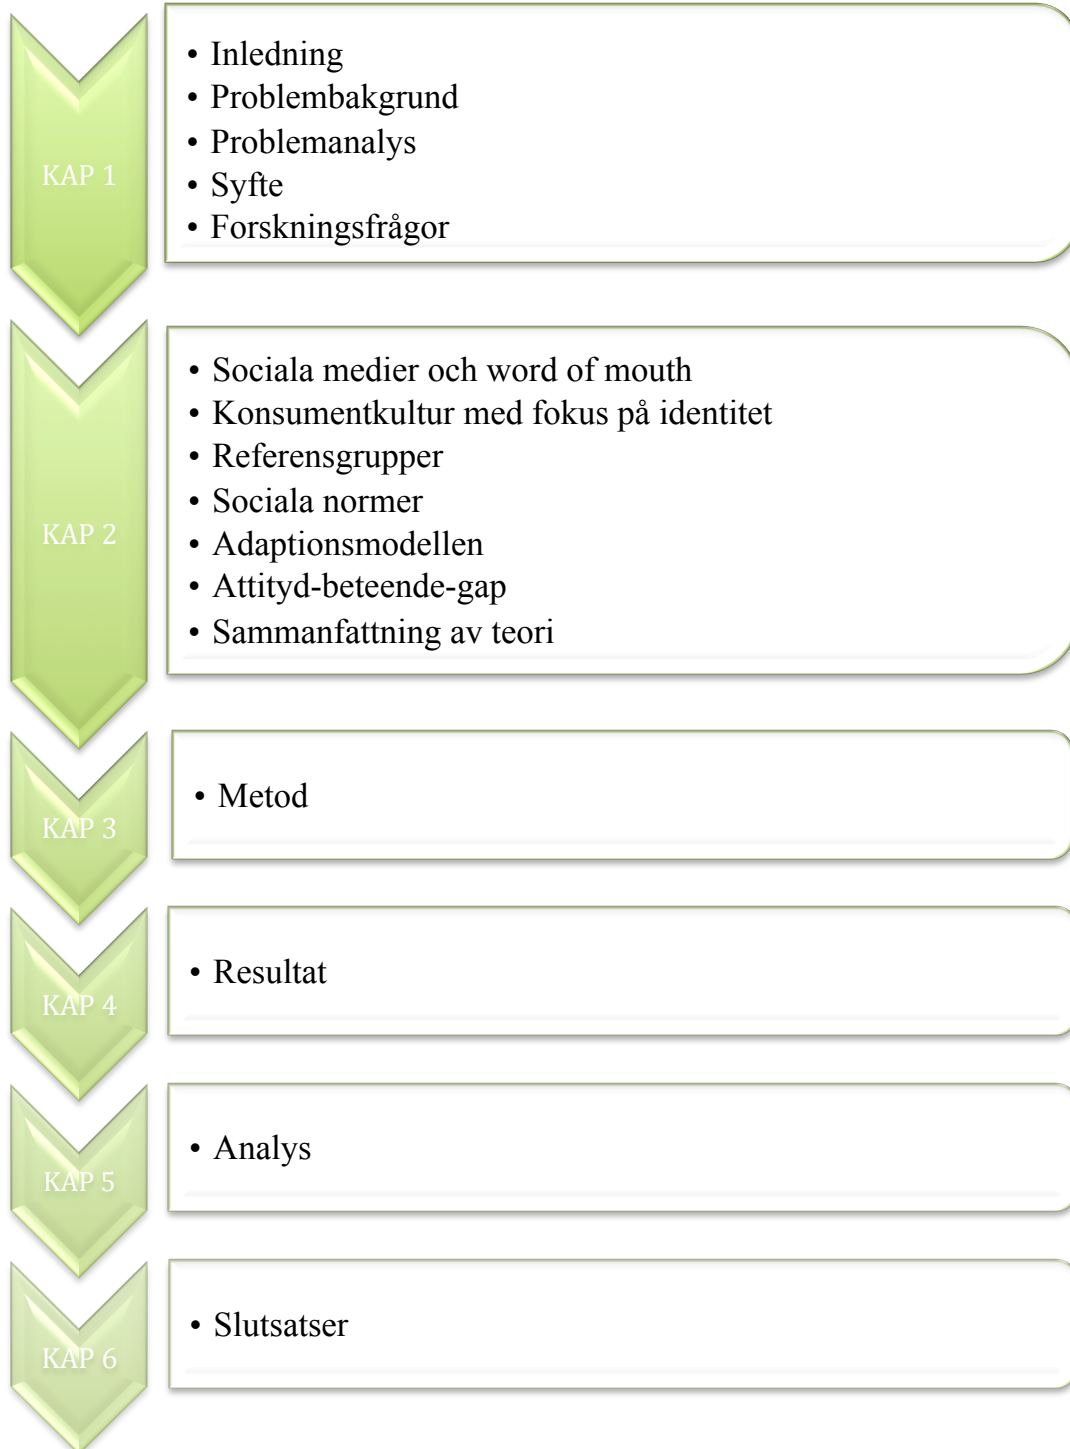 KAP 1
• Inledning
• Problembakgrund
• Problemanalys
• Syfte
• Forskningsfrågor
KAP 2
• Sociala medier och word of mouth
• Konsumentkultur med fokus på identitet
• Referensgrupper
• Sociala normer
• Adaptionsmodellen
• Attityd-beteende-gap
• Sammanfattning av teori
KAP 3
• Metod
KAP 4
• Resultat
KAP 5
• Analys
KAP 6
• Slutsatser